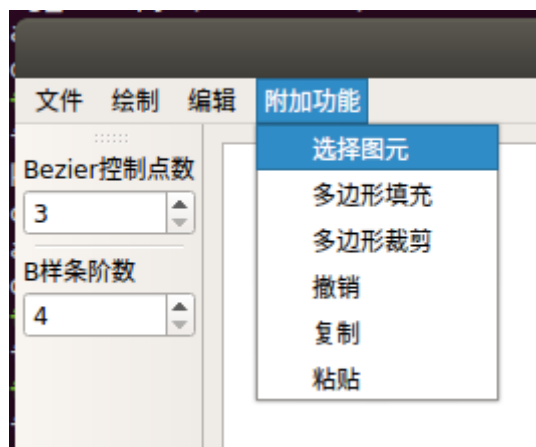 文件 绘制 编辑 附加功能
选择图元
Bezier控制点数
多边形填充
3
多边形裁剪
B样条阶数
撤销
4
复制
粘贴